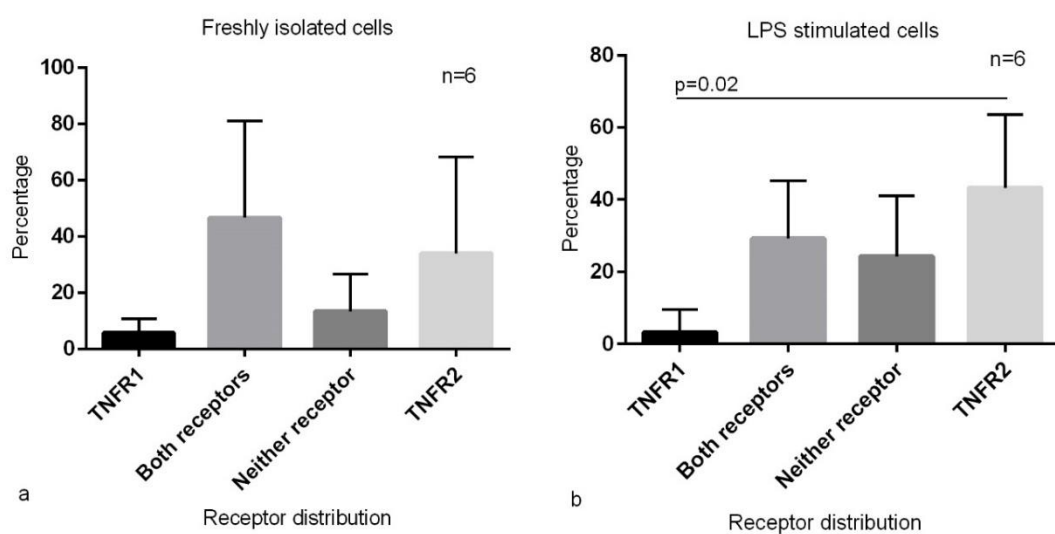 Freshly isolated cells
n=6
Percentage
100
80
60
40
20
0
TNFR1
Both receptors
Neither receptor
TNFR2
a
Receptor distribution
LPS stimulated cells
n=6
p=0.02
Percentage
80
60
40
20
0
TNFR1
Both receptors
Neither receptor
TNFR2
b
Receptor distribution